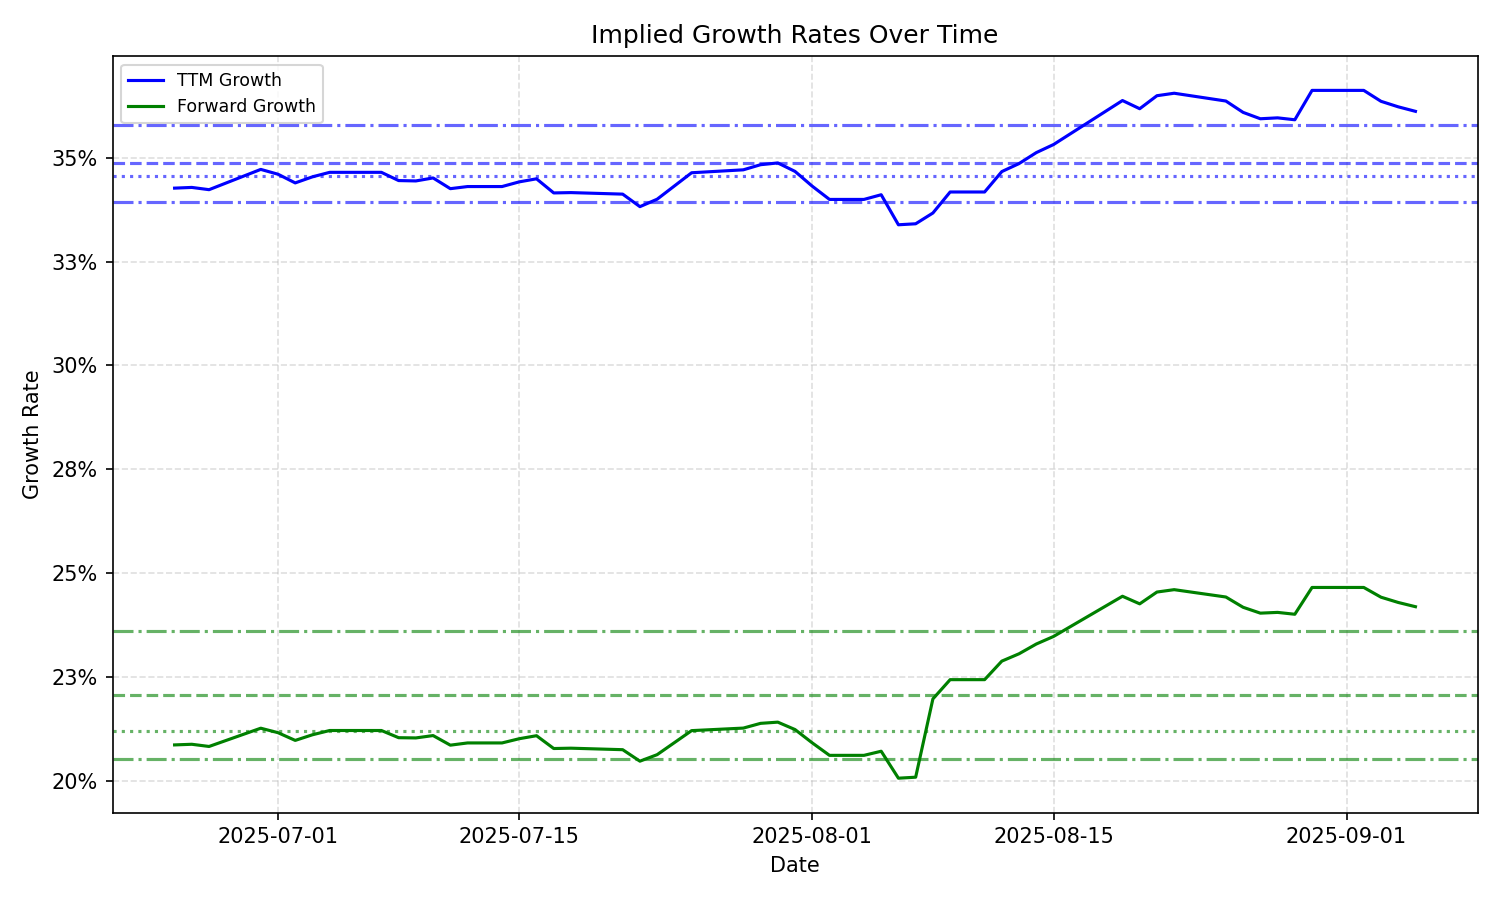 Implied Growth Rates Over Time
TTM Growth
Forward Growth
35%
33%
30%
28%
25%
23%
20%
Growth Rate
2025-07-01
2025-07-15
2025-08-01
2025-08-15
2025-09-01
Date